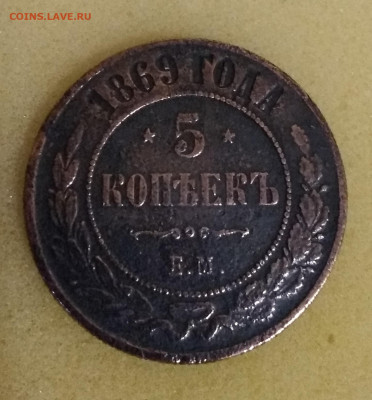 COINS.LAVE.RU
1869 ГОДА
5
КОПѢЕКЪ
Е.М.